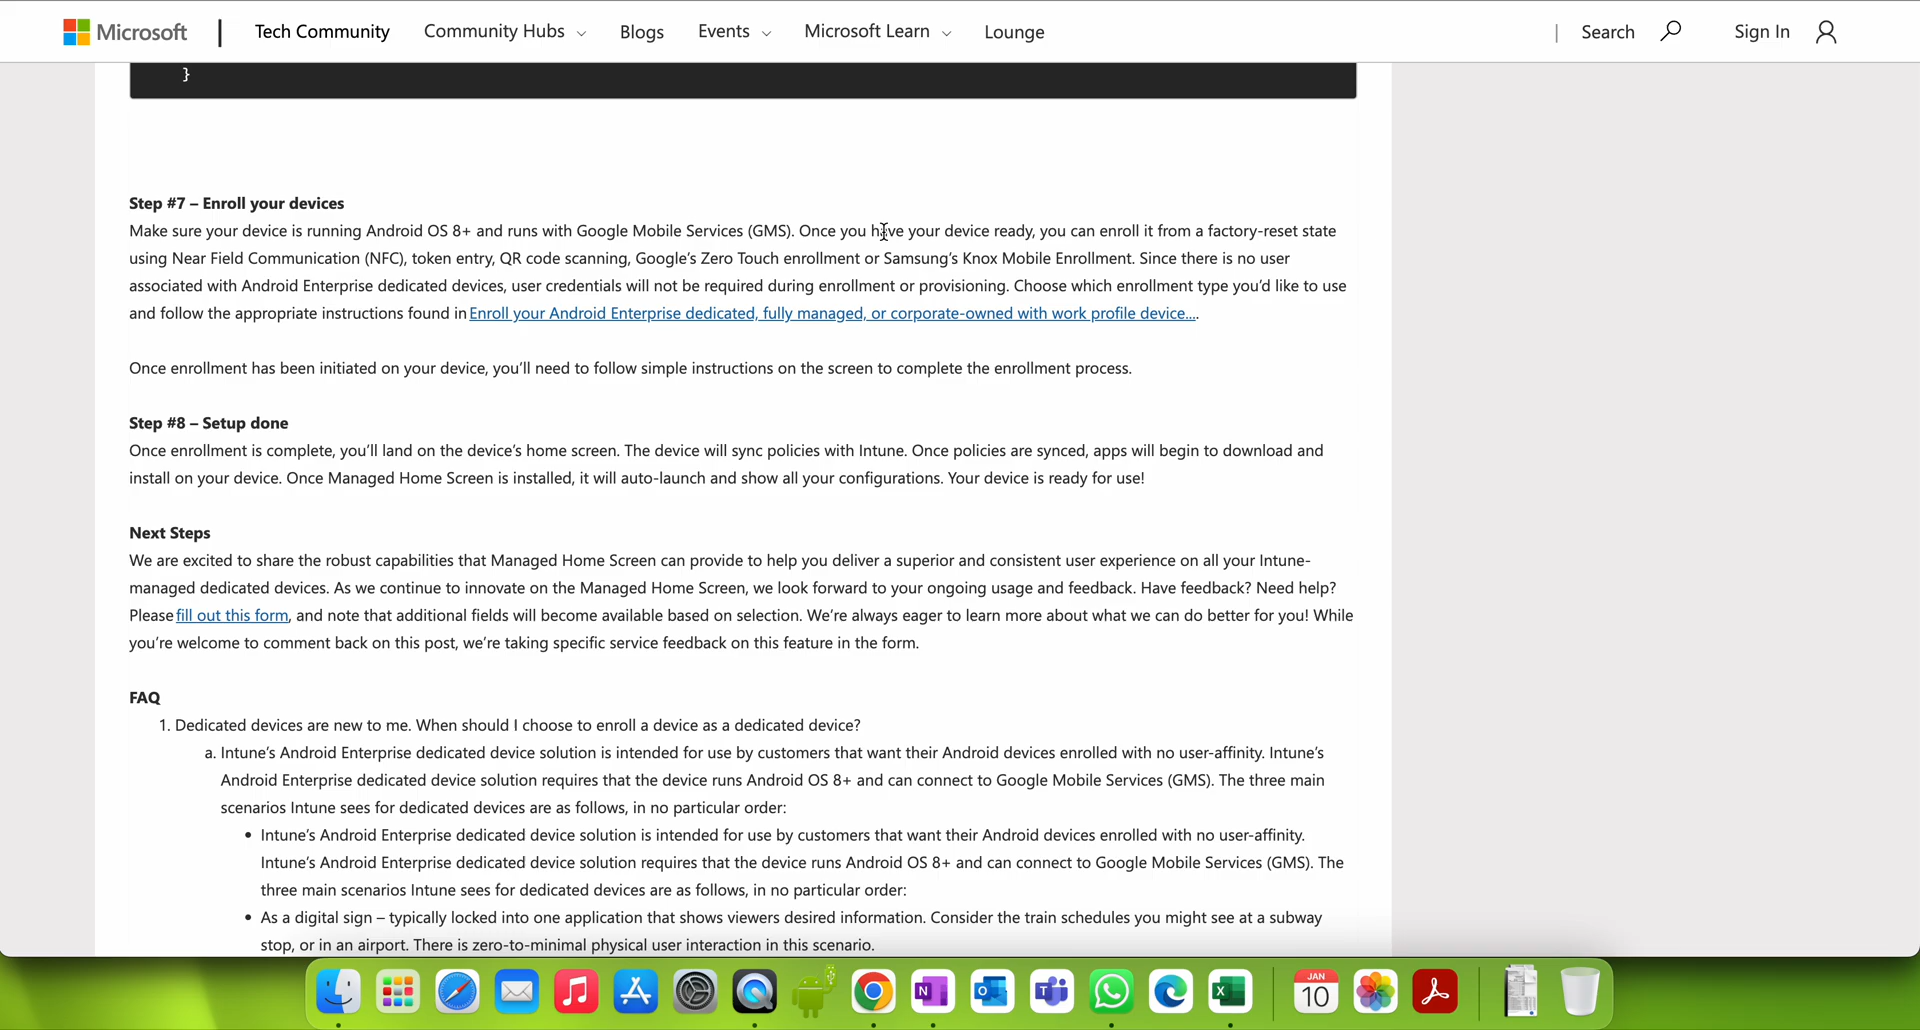 Microsoft | Tech Community Community Hubs Blogs Events Microsoft Learn Lounge | Search Sign In
}
Step #7 – Enroll your devices
Make sure your device is running Android OS 8+ and runs with Google Mobile Services (GMS). Once you have your device ready, you can enroll it from a factory-reset state
using Near Field Communication (NFC), token entry, QR code scanning, Google's Zero Touch enrollment or Samsung's Knox Mobile Enrollment. Since there is no user
associated with Android Enterprise dedicated devices, user credentials will not be required during enrollment or provisioning. Choose which enrollment type you'd like to use
and follow the appropriate instructions found in Enroll your Android Enterprise dedicated, fully managed, or corporate-owned with work profile device....
Once enrollment has been initiated on your device, you'll need to follow simple instructions on the screen to complete the enrollment process.
Step #8 – Setup done
Once enrollment is complete, you'll land on the device's home screen. The device will sync policies with Intune. Once policies are synced, apps will begin to download and
install on your device. Once Managed Home Screen is installed, it will auto-launch and show all your configurations. Your device is ready for use!
Next Steps
We are excited to share the robust capabilities that Managed Home Screen can provide to help you deliver a superior and consistent user experience on all your Intune-
managed dedicated devices. As we continue to innovate on the Managed Home Screen, we look forward to your ongoing usage and feedback. Have feedback? Need help?
Please fill out this form, and note that additional fields will become available based on selection. We're always eager to learn more about what we can do better for you! While
you're welcome to comment back on this post, we're taking specific service feedback on this feature in the form.
FAQ
1. Dedicated devices are new to me. When should I choose to enroll a device as a dedicated device?
a. Intune's Android Enterprise dedicated device solution is intended for use by customers that want their Android devices enrolled with no user-affinity. Intune's
Android Enterprise dedicated device solution requires that the device runs Android OS 8+ and can connect to Google Mobile Services (GMS). The three main
scenarios Intune sees for dedicated devices are as follows, in no particular order:
• Intune's Android Enterprise dedicated device solution is intended for use by customers that want their Android devices enrolled with no user-affinity.
Intune's Android Enterprise dedicated device solution requires that the device runs Android OS 8+ and can connect to Google Mobile Services (GMS). The
three main scenarios Intune sees for dedicated devices are as follows, in no particular order:
• As a digital sign – typically locked into one application that shows viewers desired information. Consider the train schedules you might see at a subway
stop, or in an airport. There is zero-to-minimal physical user interaction in this scenario.
JAN
10